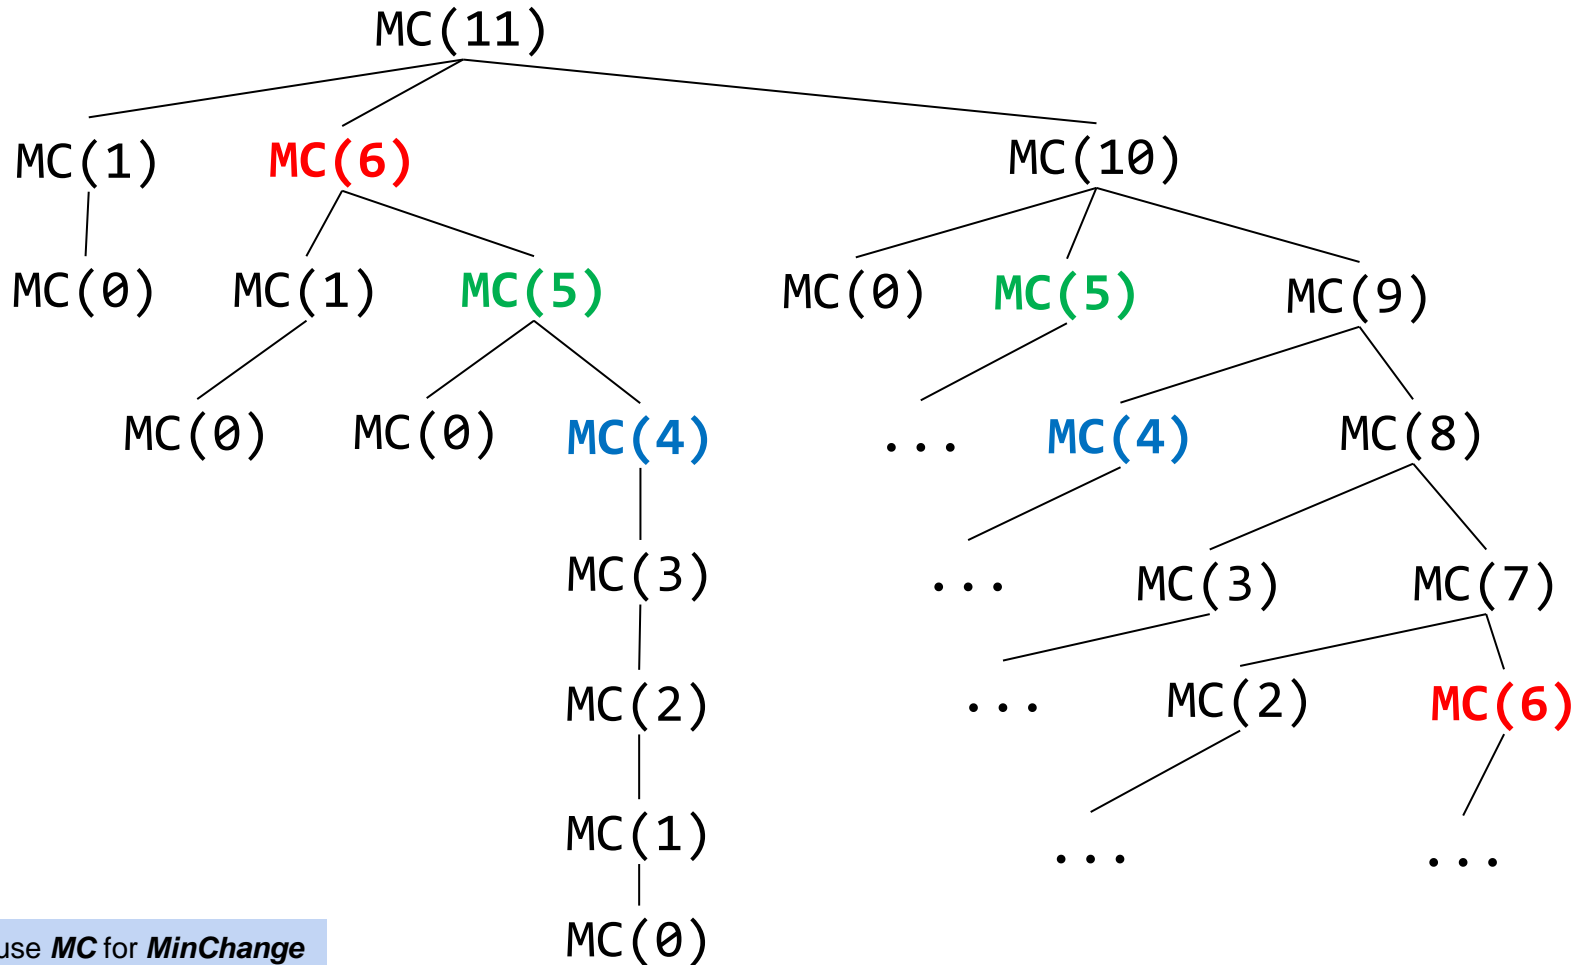 MC(11)
MC(1) MC(6) MC(10)
MC(0) MC(1) MC(5) MC(0) MC(5) MC(9)
MC(0) MC(0) MC(4) ... MC(4) MC(8)
MC(3) ... MC(3) MC(7)
MC(2) ... MC(2) MC(6)
MC(1) ... ...
MC(0)
use MC for MinChange